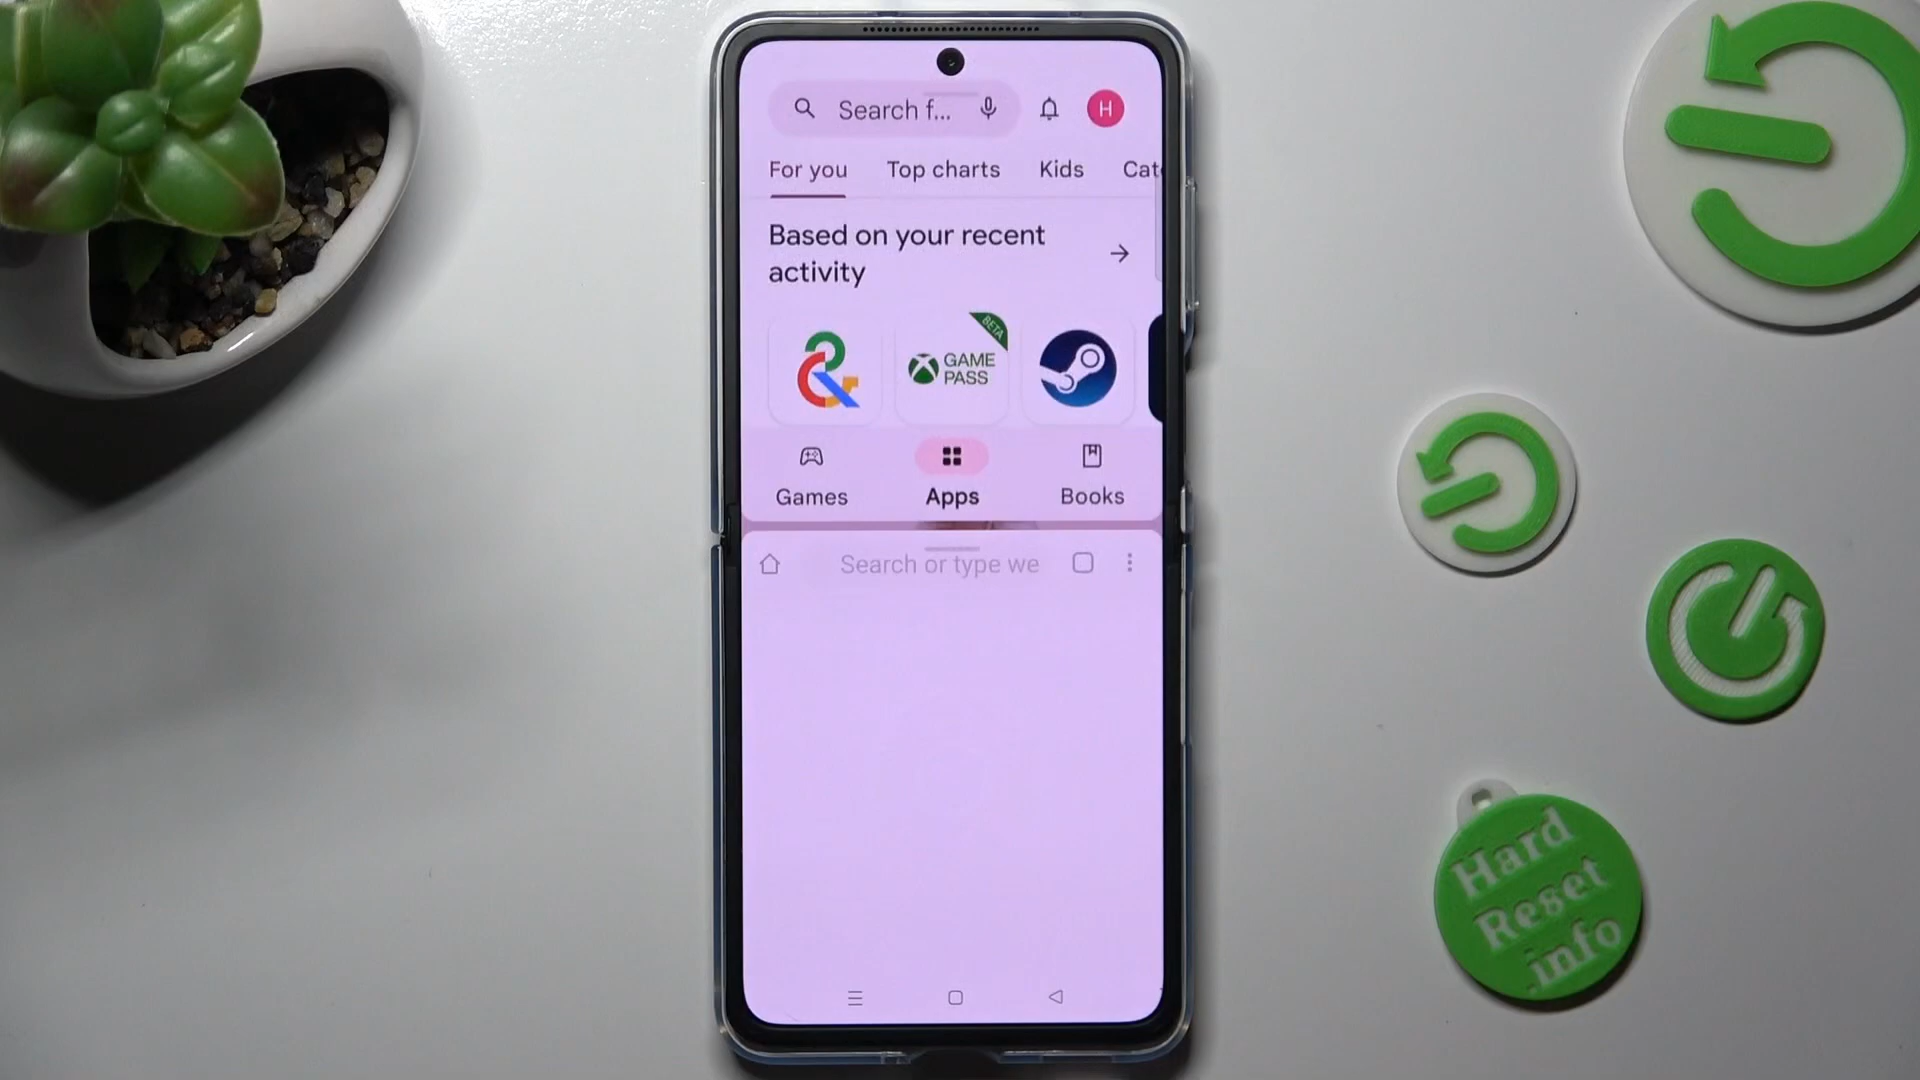 Search f...
H
For you Top charts Kids Cat
Based on your recent
activity
BETA
GAME
PASS
Games Apps Books
Search or type we
Hard
Reset
.info